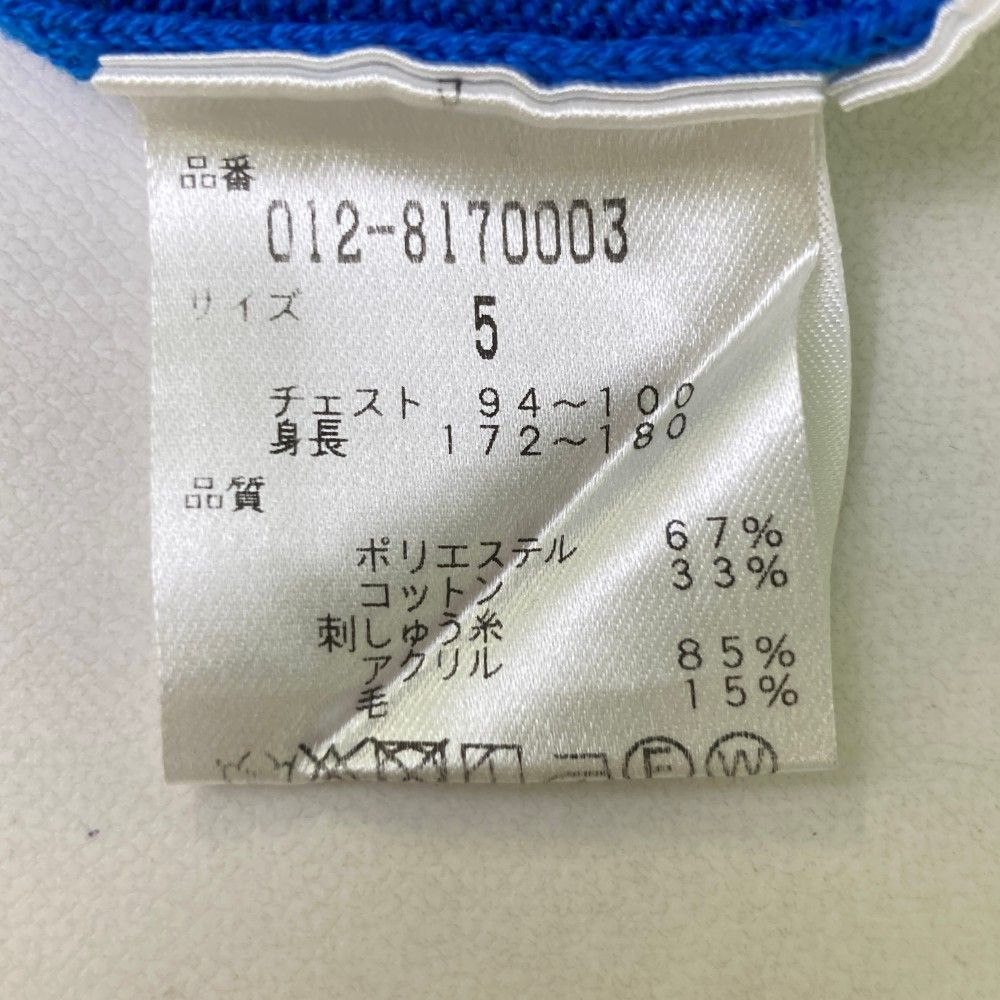 品番
012-8170003
サイズ 5
チェスト 94～100
身長 172～180
品質
ポリエステル 67%
コットン 33%
刺しゅう糸
アクリル 85%
毛 15%
F W